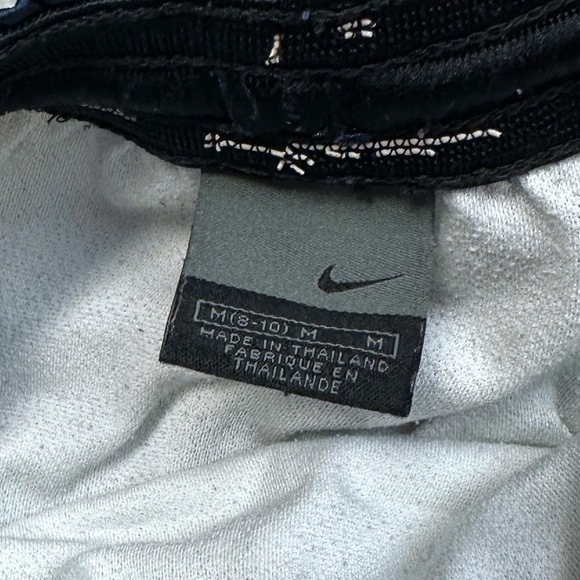 M(8-10) M M
MADE IN THAILAND
FABRIQUE EN
THAILANDE